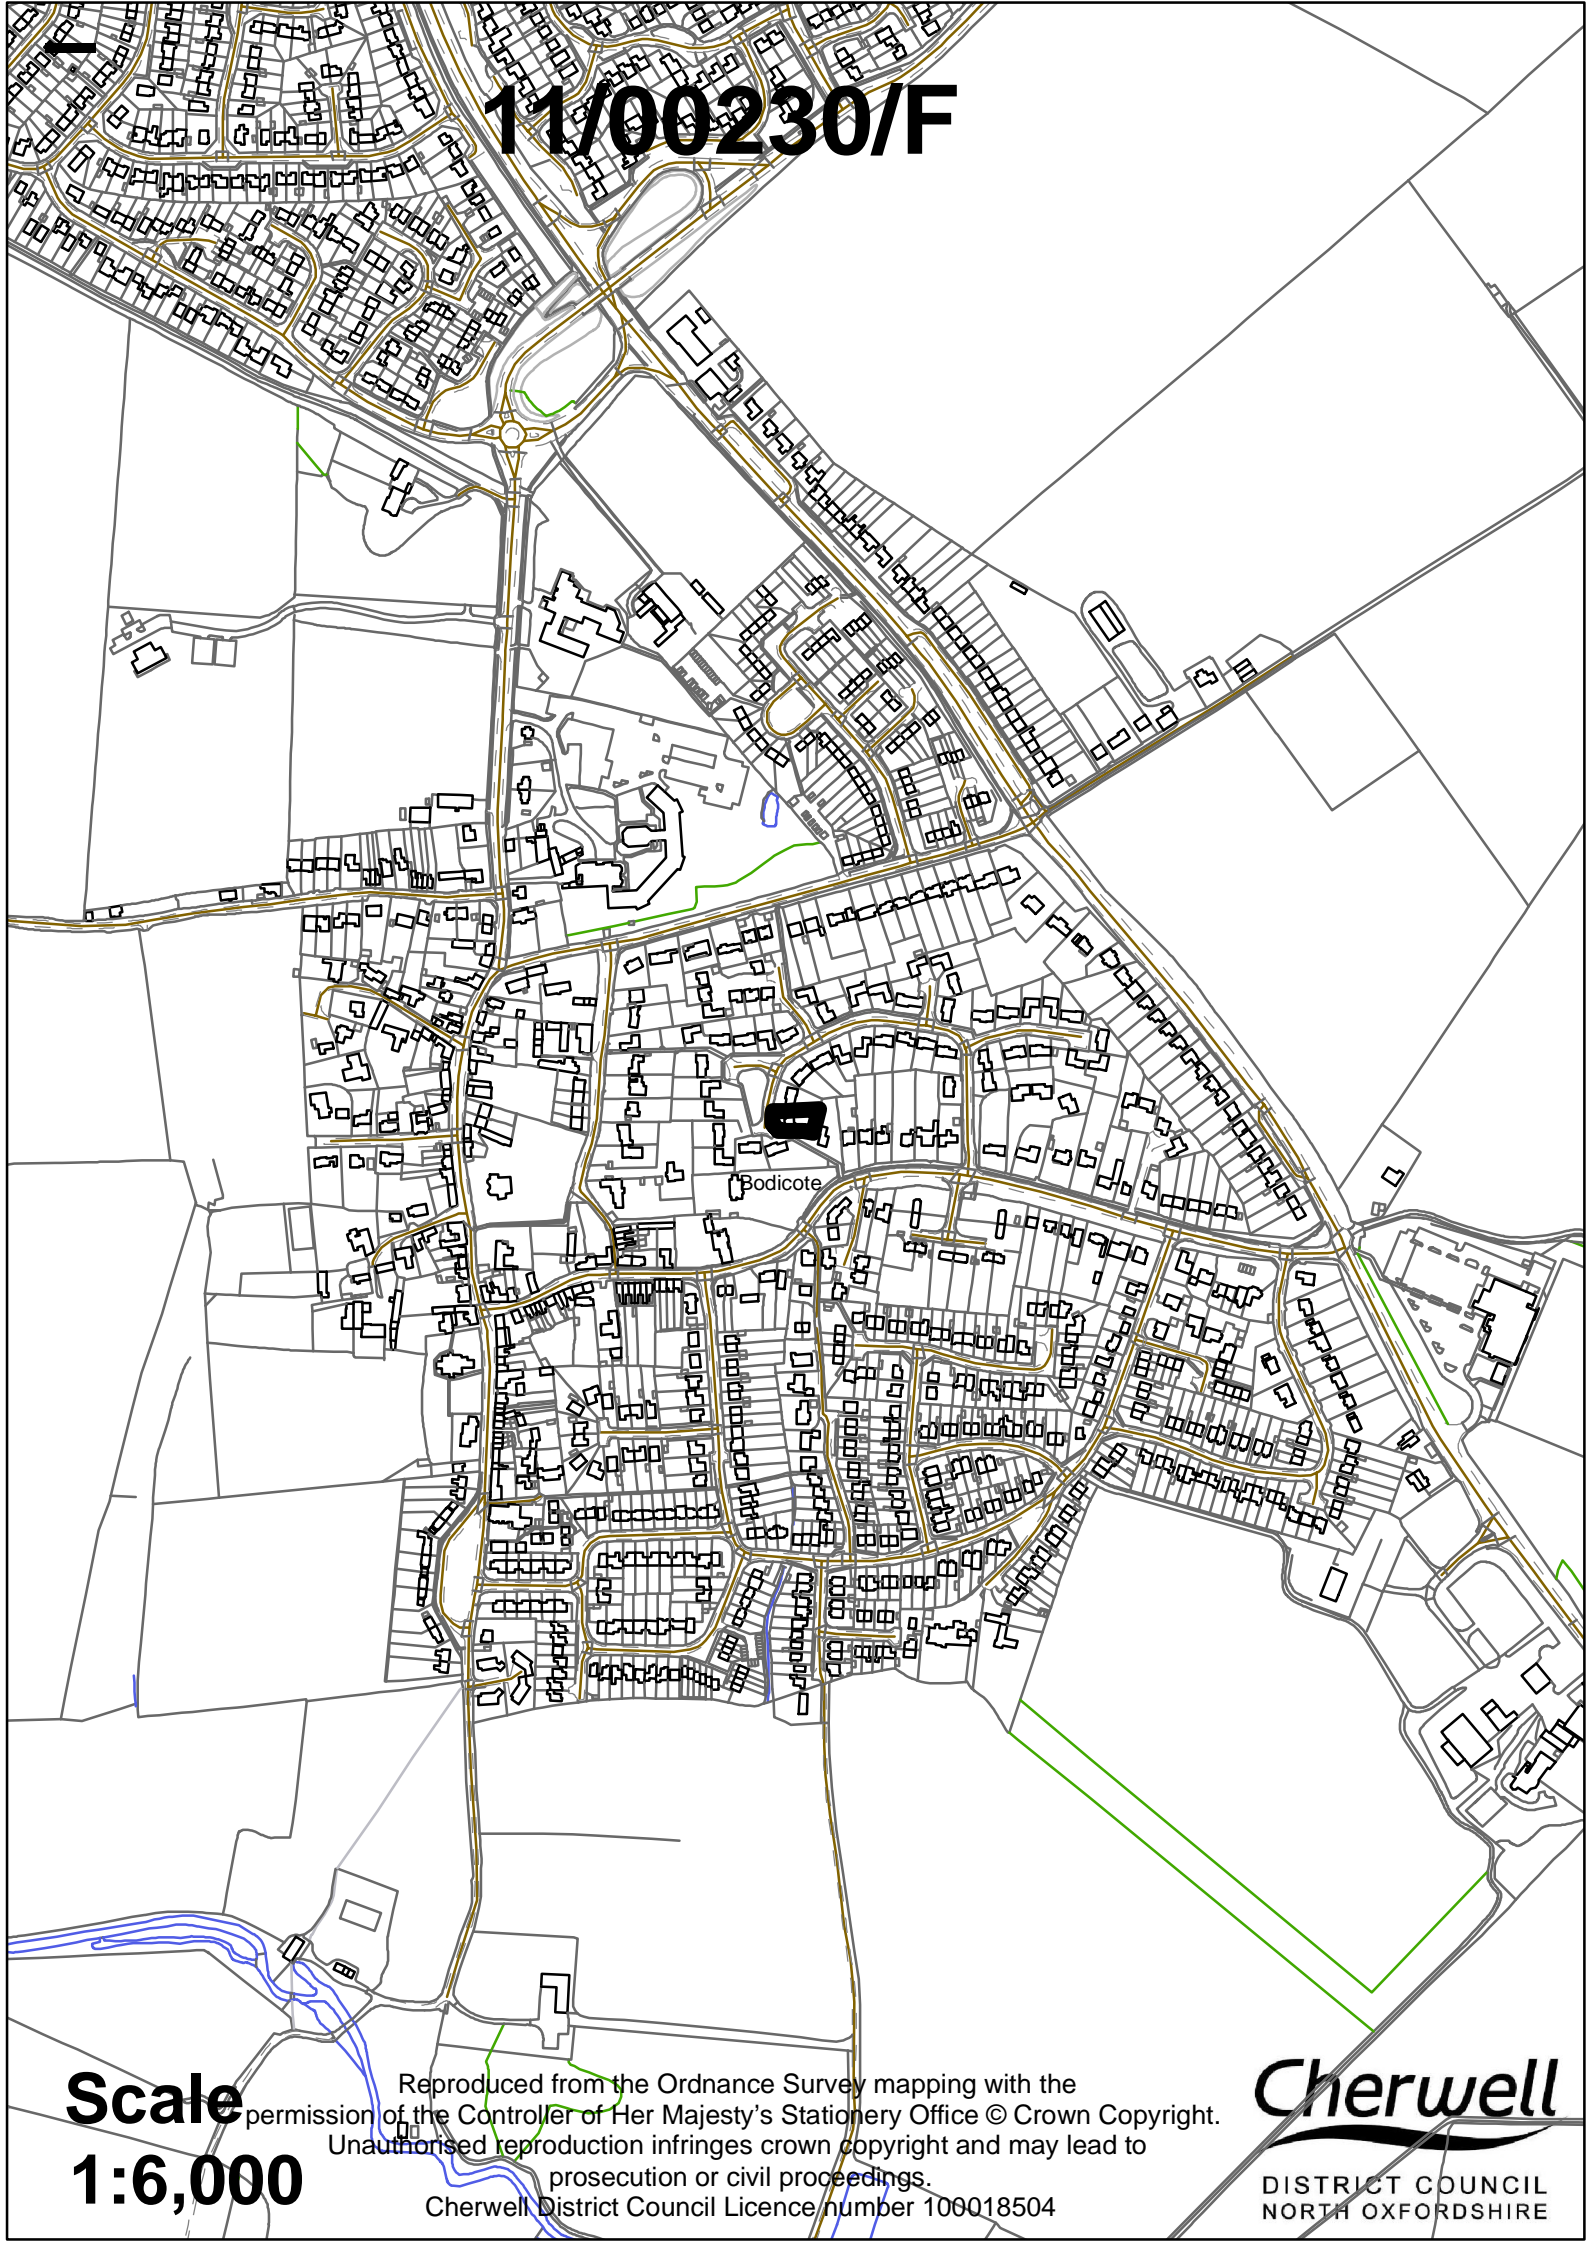 11/00230/F
Bodicote
Scale
1:6,000
Reproduced from the Ordnance Survey mapping with the
permission of the Controller of Her Majesty's Stationery Office © Crown Copyright.
Unauthorised reproduction infringes crown copyright and may lead to
prosecution or civil proceedings.
Cherwell District Council Licence number 100018504
Cherwell
DISTRICT COUNCIL
NORTH OXFORDSHIRE